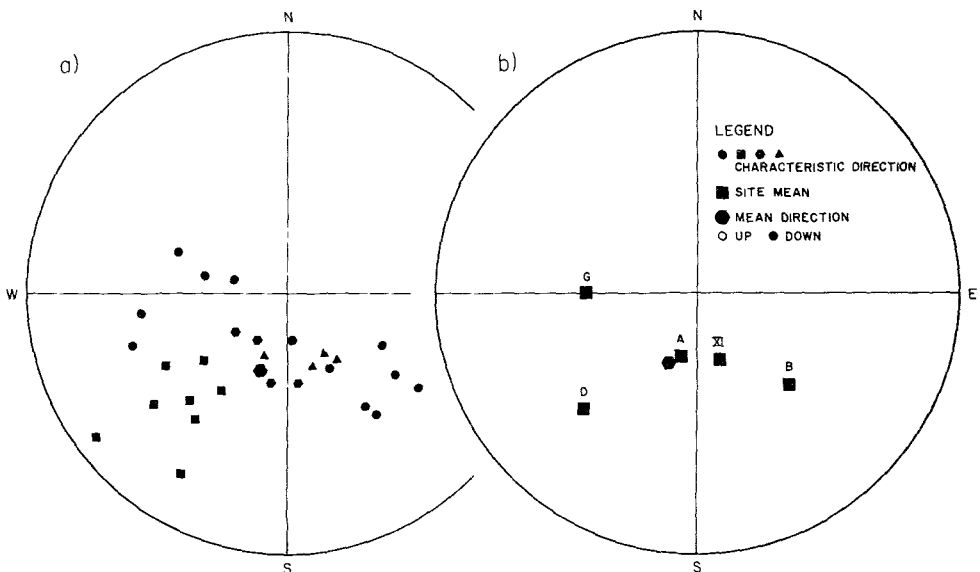 a)
N
W
S
b)
N
E
S
LEGEND
CHARACTERISTIC DIRECTION
SITE MEAN
MEAN DIRECTION
UP DOWN
G
A XI
B
D